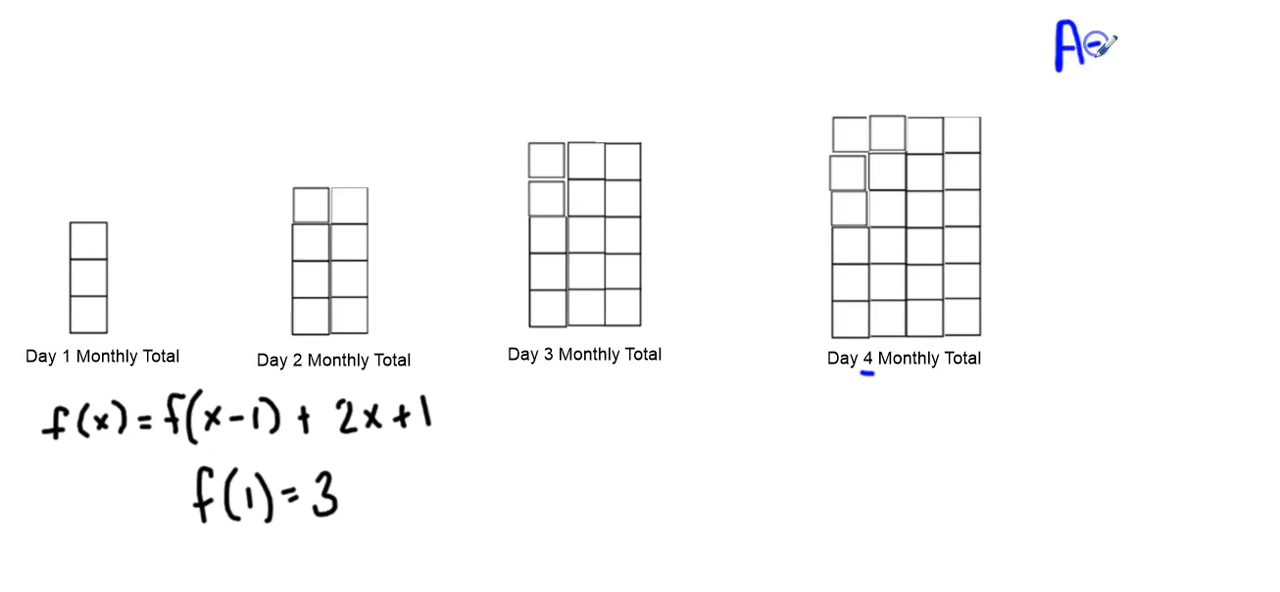 A
Day 1 Monthly Total
Day 2 Monthly Total
Day 3 Monthly Total
Day 4 Monthly Total
f(x) = f(x-1) + 2x+1
f(1) = 3